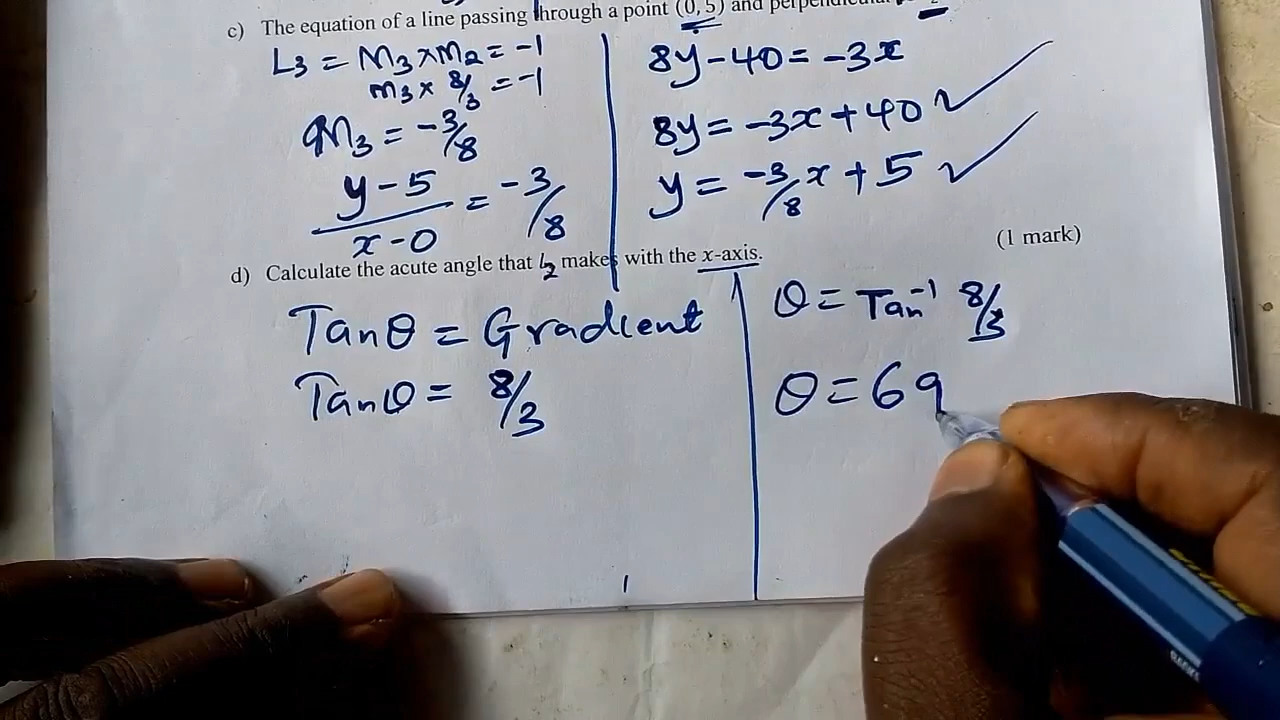 c) The equation of a line passing through a point (0, 5) and perpendicular
L3 = M3 × M2 = -1
m3 × 8/3 = -1
M3 = -3/8
y - 5 / x - 0 = -3/8
8y - 40 = -3x
8y = -3x + 40 ✓
y = -3/8 x + 5 ✓
(1 mark)
d) Calculate the acute angle that L2 makes with the x-axis.
Tanθ = Gradient
Tanθ = 8/3
θ = Tan⁻¹ 8/3
θ = 69